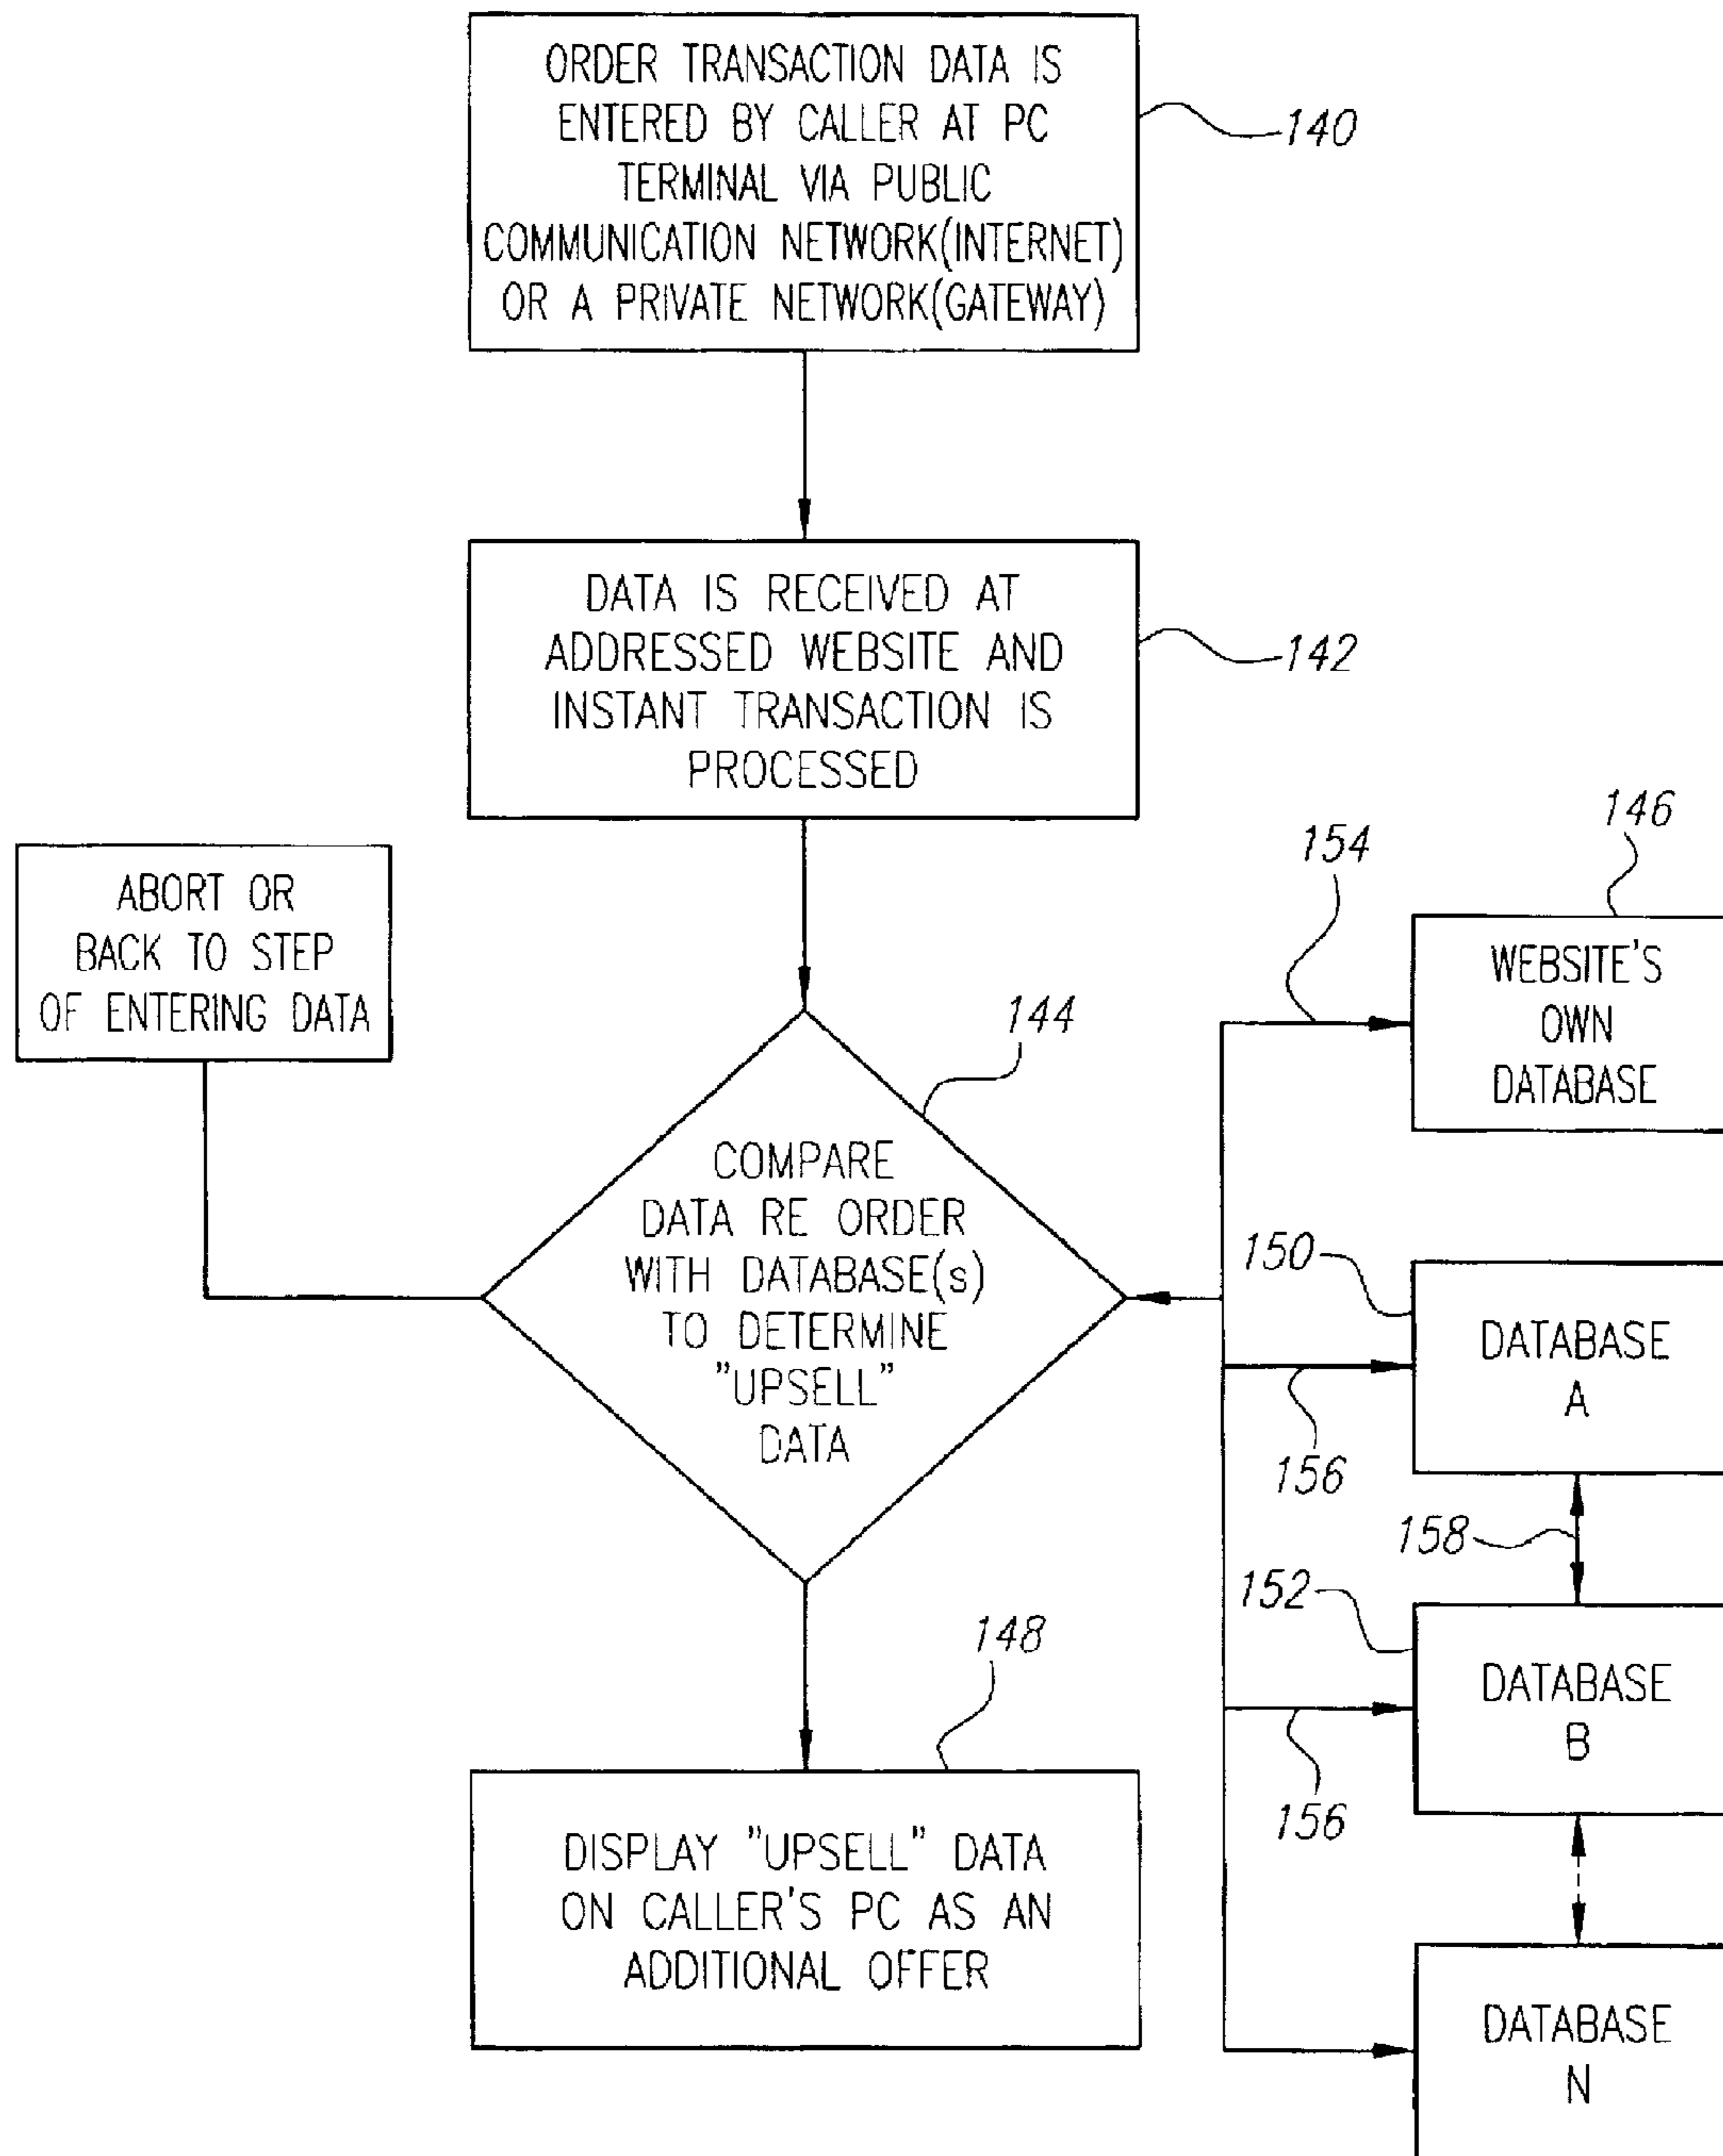 ORDER TRANSACTION DATA IS
ENTERED BY CALLER AT PC
TERMINAL VIA PUBLIC
COMMUNICATION NETWORK(INTERNET)
OR A PRIVATE NETWORK(GATEWAY)
140
DATA IS RECEIVED AT
ADDRESSED WEBSITE AND
INSTANT TRANSACTION IS
PROCESSED
142
ABORT OR
BACK TO STEP
OF ENTERING DATA
144
COMPARE
DATA RE ORDER
WITH DATABASE(s)
TO DETERMINE
"UPSELL"
DATA
154
146
WEBSITE'S
OWN
DATABASE
150
DATABASE
A
156
158
152
DATABASE
B
156
148
DISPLAY "UPSELL" DATA
ON CALLER'S PC AS AN
ADDITIONAL OFFER
DATABASE
N